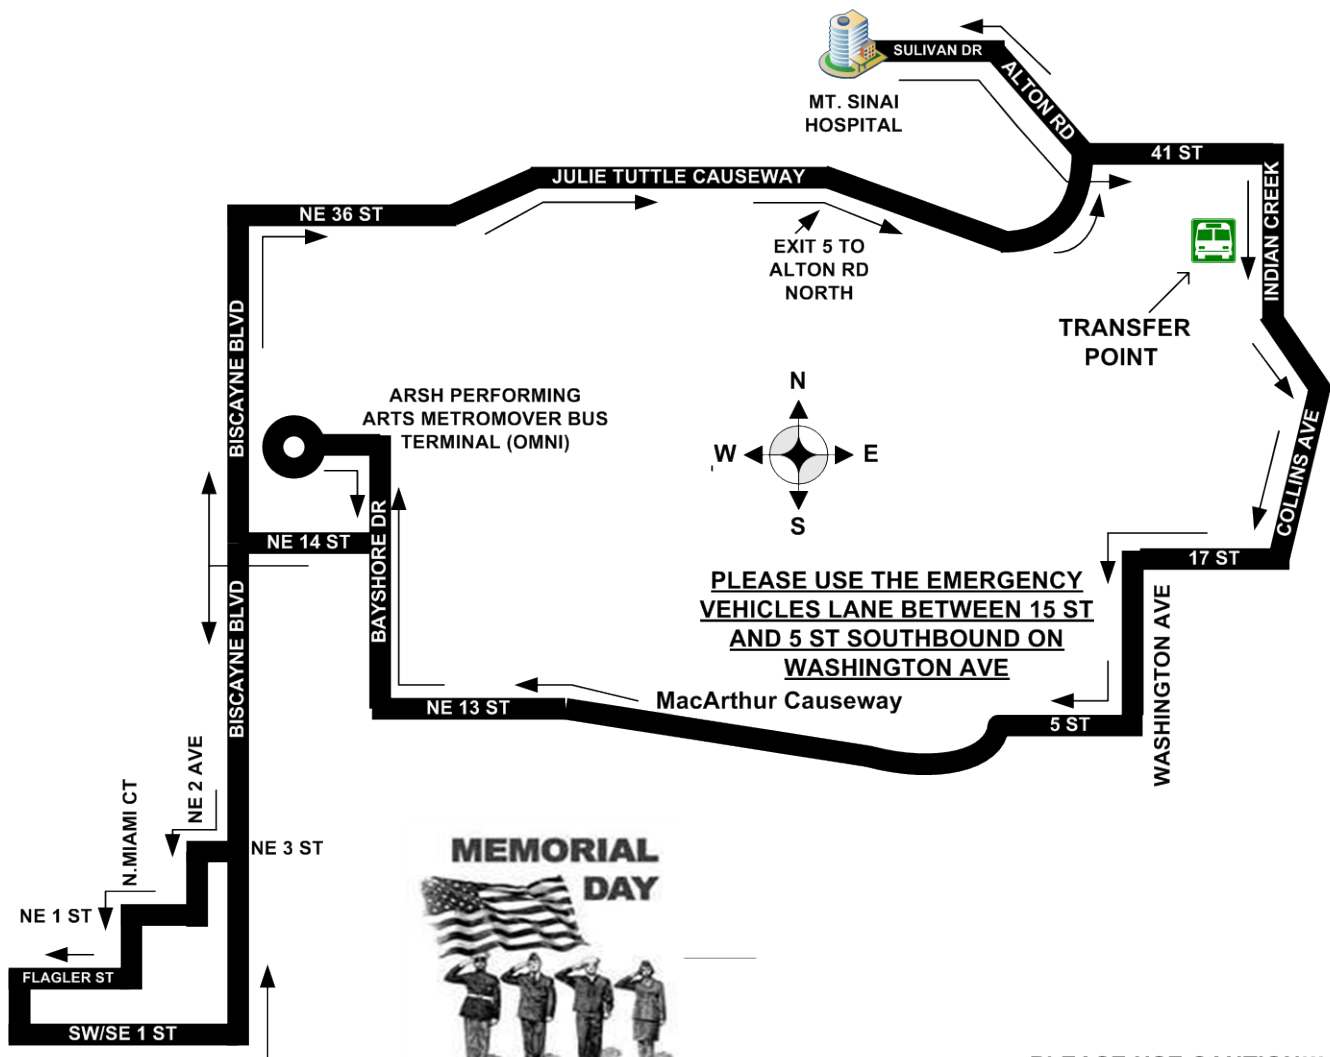 SULIVAN DR
ALTON RD
MT. SINAI
HOSPITAL
41 ST
JULIE TUTTLE CAUSEWAY
NE 36 ST
EXIT 5 TO
ALTON RD
NORTH
INDIAN CREEK
TRANSFER
POINT
BISCAYNE BLVD
ARSH PERFORMING
ARTS METROMOVER BUS
TERMINAL (OMNI)
N
W
E
S
COLLINS AVE
NE 14 ST
BAYSHORE DR
17 ST
PLEASE USE THE EMERGENCY
VEHICLES LANE BETWEEN 15 ST
AND 5 ST SOUTHBOUND ON
WASHINGTON AVE
WASHINGTON AVE
BISCAYNE BLVD
MacArthur Causeway
NE 13 ST
5 ST
NE 2 AVE
N.MIAMI CT
NE 3 ST
MEMORIAL
DAY
NE 1 ST
FLAGLER ST
SW/SE 1 ST